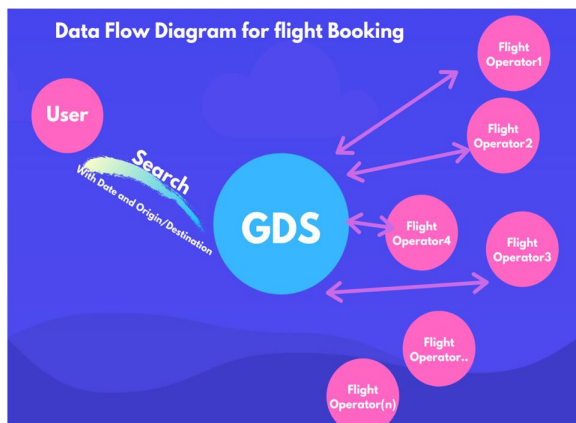 Data Flow Diagram for flight Booking
User
Search
With Date and Origin/Destination
GDS
Flight
Operator1
Flight
Operator2
Flight
Operator4
Flight
Operator3
Flight
Operator..
Flight
Operator(n)